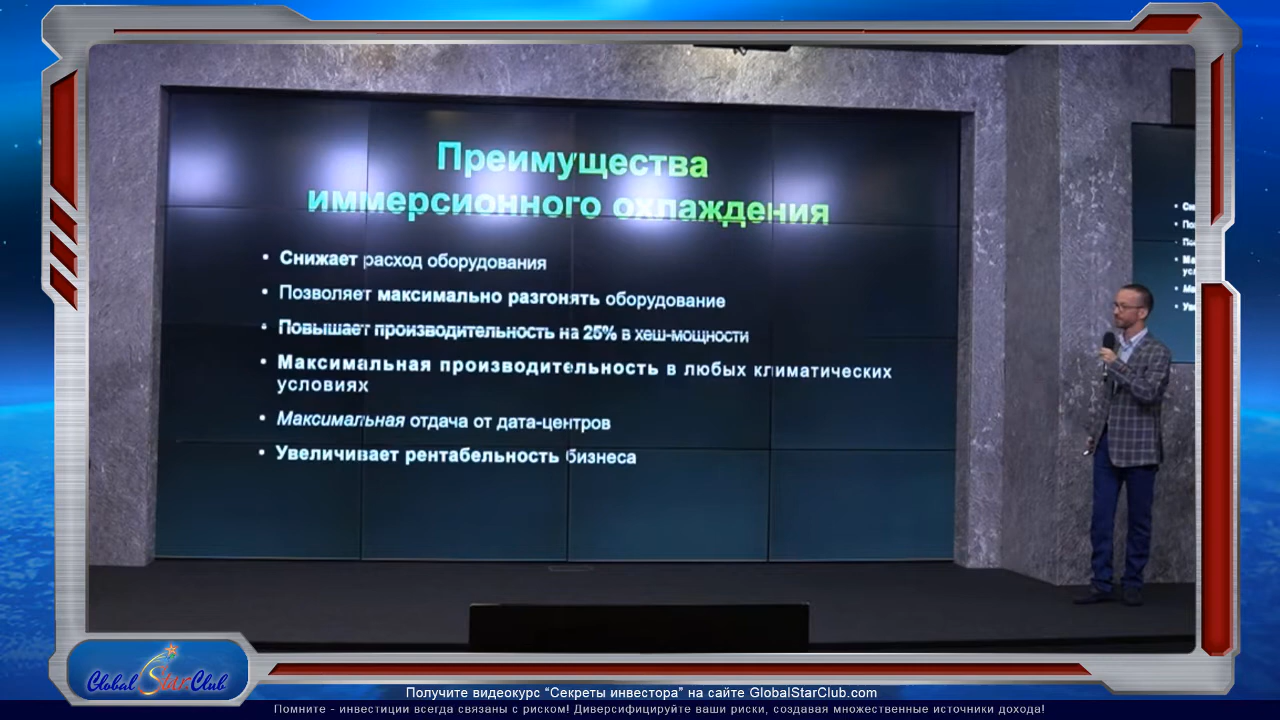 Преимущества
иммерсионного охлаждения
• Снижает расход оборудования
• Позволяет максимально разгонять оборудование
• Повышает производительность на 25% в хеш-мощности
• Максимальная производительность в любых климатических
условиях
• Максимальная отдача от дата-центров
• Увеличивает рентабельность бизнеса
Global Star Club
Получите видеокурс “Секреты инвестора” на сайте GlobalStarClub.com
Помните - инвестиции всегда связаны с риском! Диверсифицируйте ваши риски, создавая множественные источники дохода!